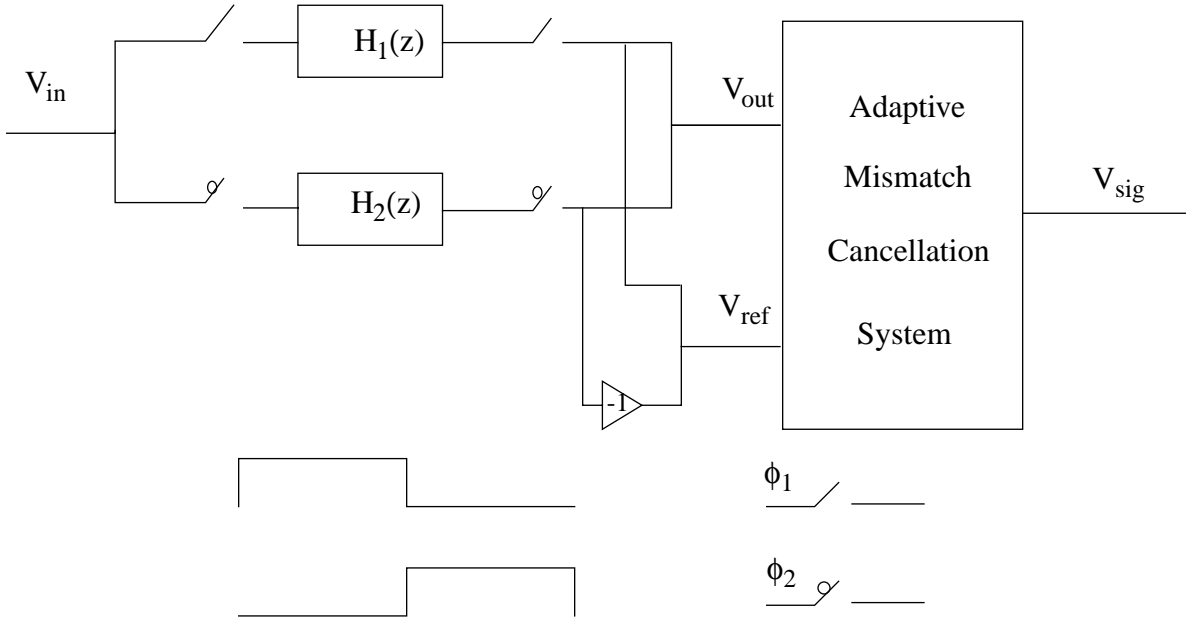 V_in
H_1(z)
H_2(z)
V_out
V_ref
-1
Adaptive
Mismatch
Cancellation
System
V_sig
ϕ_1
ϕ_2